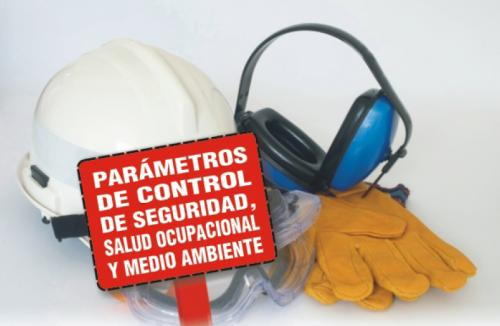 PARÁMETROS
DE CONTROL
DE SEGURIDAD,
SALUD OCUPACIONAL
Y MEDIO AMBIENTE